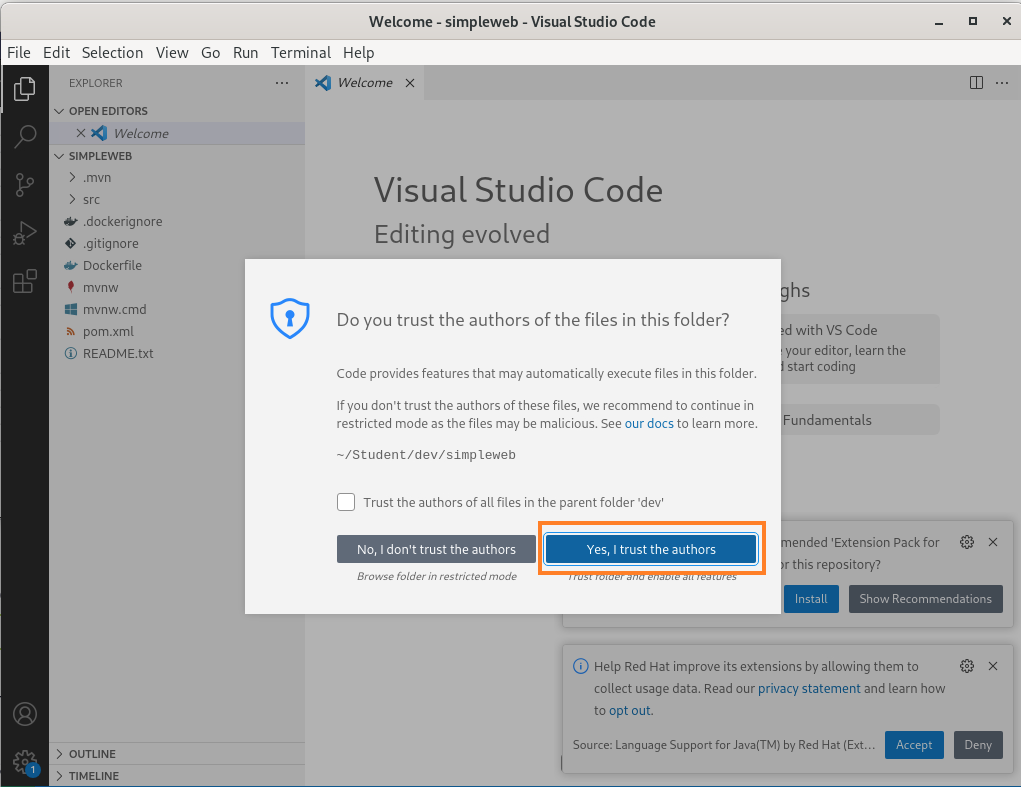 Welcome - simpleweb - Visual Studio Code
File Edit Selection View Go Run Terminal Help
EXPLORER
OPEN EDITORS
Welcome
SIMPLEWEB
.mvn
src
.dockerignore
.gitignore
Dockerfile
mvnw
mvnw.cmd
pom.xml
README.txt
OUTLINE
TIMELINE
1
Welcome
Visual Studio Code
Editing evolved
Do you trust the authors of the files in this folder?
Code provides features that may automatically execute files in this folder.
If you don't trust the authors of these files, we recommend to continue in
restricted mode as the files may be malicious. See our docs to learn more.
~/Student/dev/simpleweb
Trust the authors of all files in the parent folder 'dev'
No, I don't trust the authors
Yes, I trust the authors
Browse folder in restricted mode
Trust folder and enable all features
with VS Code
your editor, learn the
start coding
Fundamentals
'Extension Pack for
this repository?
Install
Show Recommendations
Help Red Hat improve its extensions by allowing them to
collect usage data. Read our privacy statement and learn how
to opt out.
Source: Language Support for Java(TM) by Red Hat (Ext...
Accept
Deny